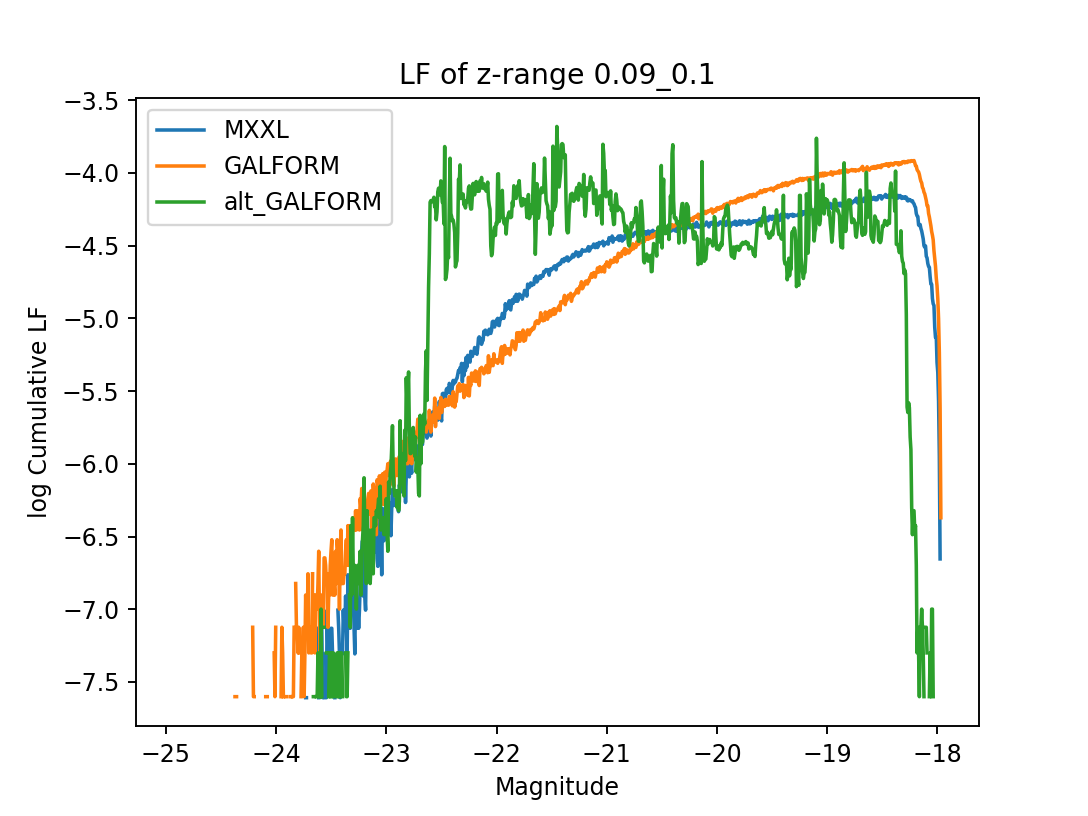 LF of z-range 0.09_0.1
MXXL
GALFORM
alt_GALFORM
log Cumulative LF
−3.5
−4.0
−4.5
−5.0
−5.5
−6.0
−6.5
−7.0
−7.5
−25 −24 −23 −22 −21 −20 −19 −18
Magnitude